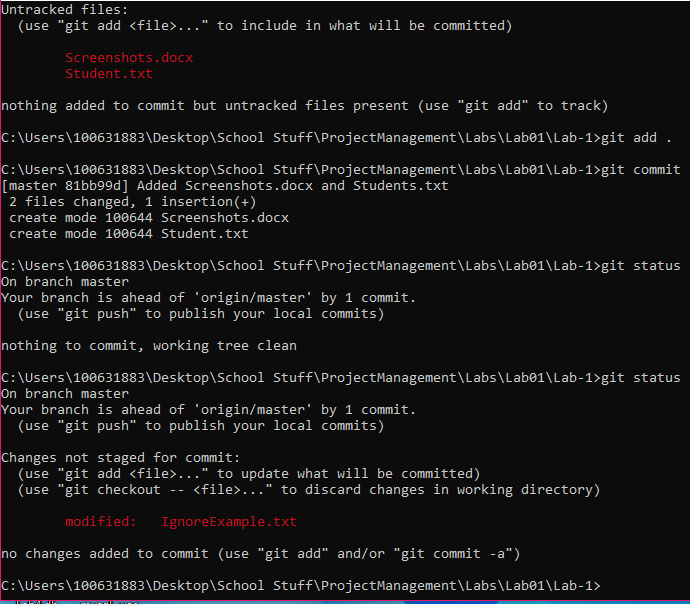 Untracked files:
  (use "git add <file>..." to include in what will be committed)
        Screenshots.docx
        Student.txt
nothing added to commit but untracked files present (use "git add" to track)
C:\Users\100631883\Desktop\School Stuff\ProjectManagement\Labs\Lab01\Lab-1>git add .
C:\Users\100631883\Desktop\School Stuff\ProjectManagement\Labs\Lab01\Lab-1>git commit
[master 81bb99d] Added Screenshots.docx and Students.txt
 2 files changed, 1 insertion(+)
 create mode 100644 Screenshots.docx
 create mode 100644 Student.txt
C:\Users\100631883\Desktop\School Stuff\ProjectManagement\Labs\Lab01\Lab-1>git status
On branch master
Your branch is ahead of 'origin/master' by 1 commit.
  (use "git push" to publish your local commits)
nothing to commit, working tree clean
C:\Users\100631883\Desktop\School Stuff\ProjectManagement\Labs\Lab01\Lab-1>git status
On branch master
Your branch is ahead of 'origin/master' by 1 commit.
  (use "git push" to publish your local commits)
Changes not staged for commit:
  (use "git add <file>..." to update what will be committed)
  (use "git checkout -- <file>..." to discard changes in working directory)
        modified:   IgnoreExample.txt
no changes added to commit (use "git add" and/or "git commit -a")
C:\Users\100631883\Desktop\School Stuff\ProjectManagement\Labs\Lab01\Lab-1>